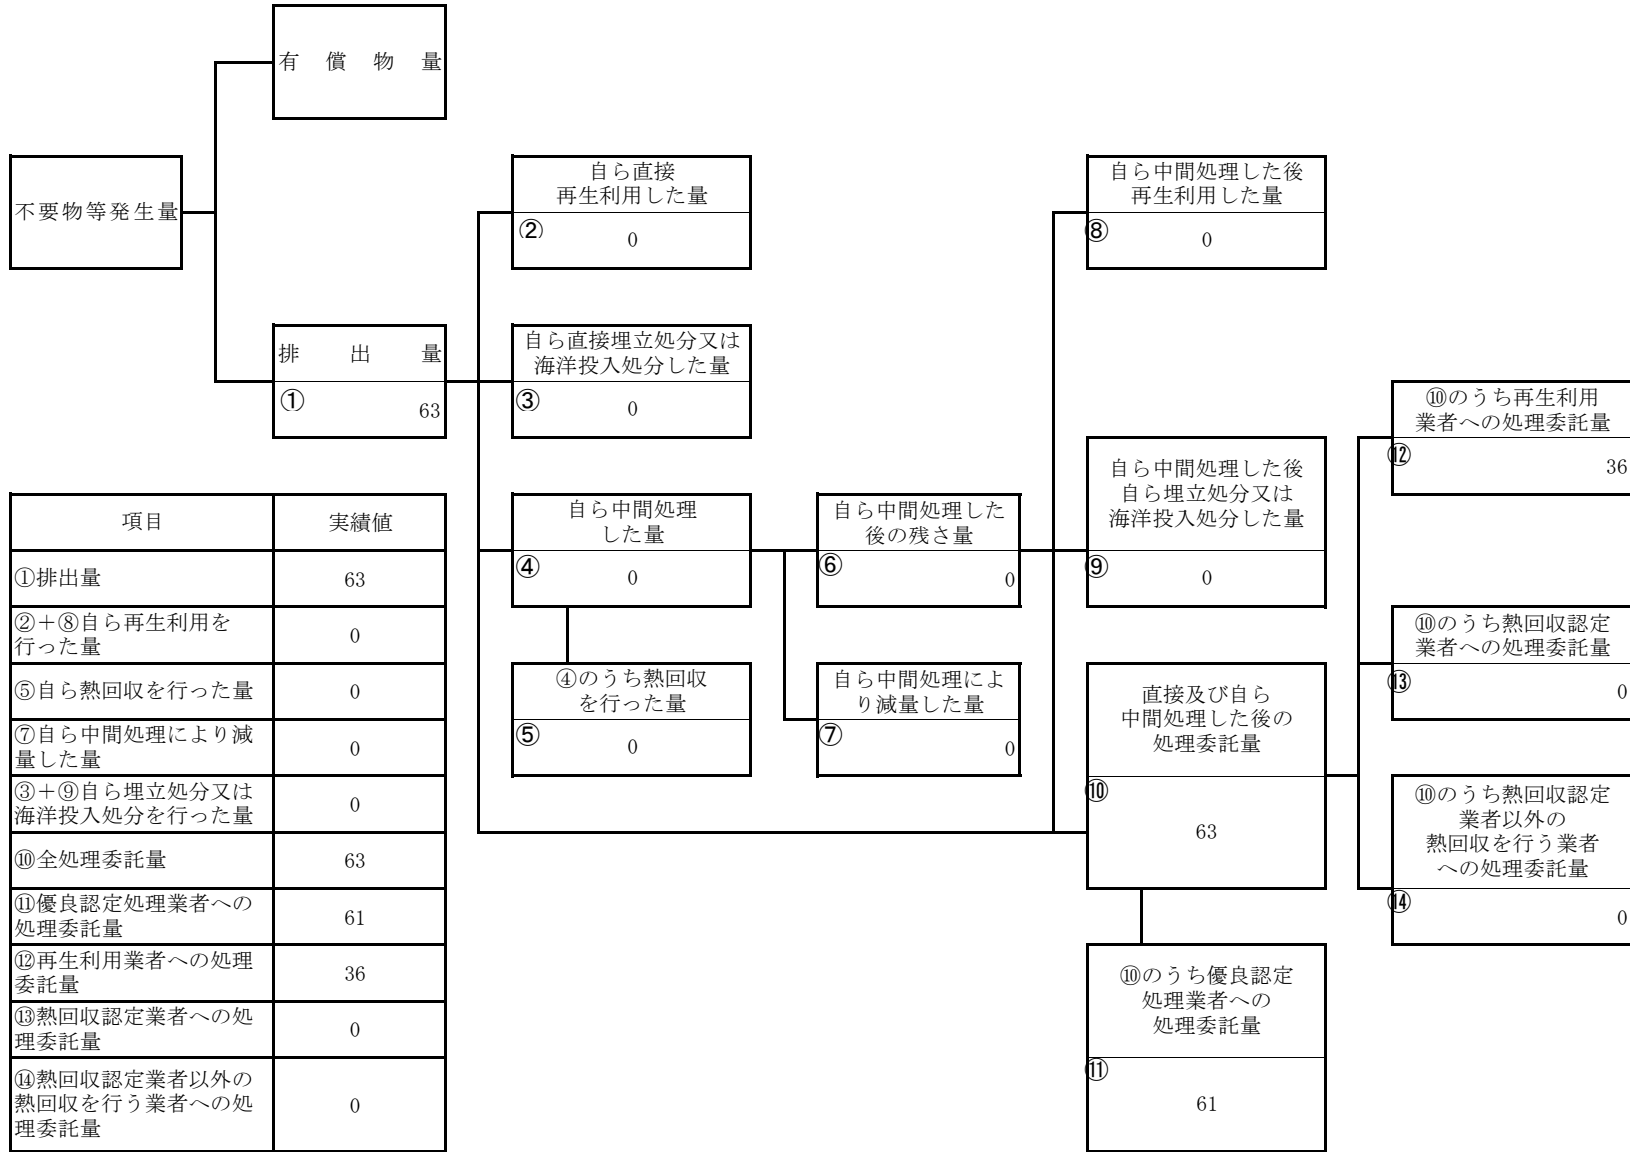 有償物量
不要物等発生量
自ら直接
再生利用した量
②
0
自ら中間処理した後
再生利用した量
⑧
0
排出量
①
63
自ら直接埋立処分又は
海洋投入処分した量
③
0
⑩のうち再生利用
業者への処理委託量
⑫
36
自ら中間処理
した量
④
0
自ら中間処理した
後の残さ量
⑥
0
自ら中間処理した後
自ら埋立処分又は
海洋投入処分した量
⑨
0
⑩のうち熱回収認定
業者への処理委託量
⑬
0
④のうち熱回収
を行った量
⑤
0
自ら中間処理によ
り減量した量
⑦
0
直接及び自ら
中間処理した後の
処理委託量
⑩
63
⑩のうち熱回収認定
業者以外の
熱回収を行う業者
への処理委託量
⑭
0
⑩のうち優良認定
処理業者への
処理委託量
⑪
61
項目 実績値
①排出量 63
②＋⑧自ら再生利用を
行った量 0
⑤自ら熱回収を行った量 0
⑦自ら中間処理により減
量した量 0
③＋⑨自ら埋立処分又は
海洋投入処分を行った量 0
⑩全処理委託量 63
⑪優良認定処理業者への
処理委託量 61
⑫再生利用業者への処理
委託量 36
⑬熱回収認定業者への処
理委託量 0
⑭熱回収認定業者以外の
熱回収を行う業者への処
理委託量 0